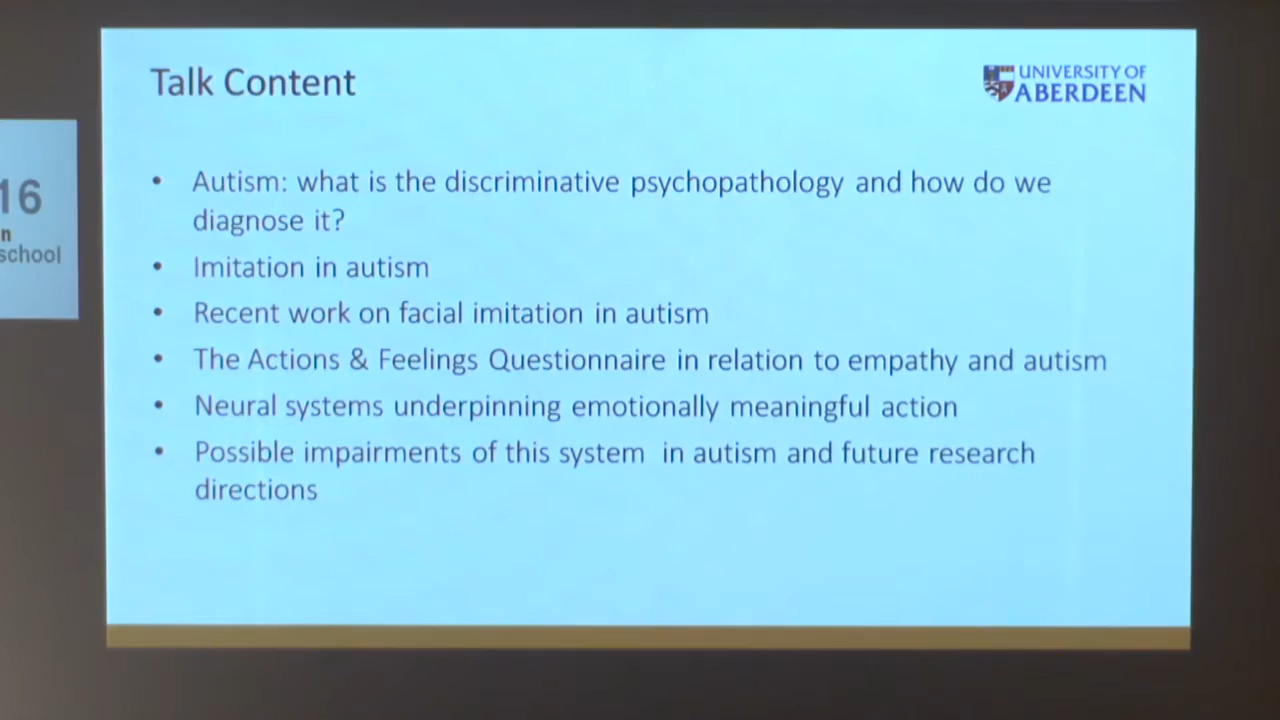 Talk Content
UNIVERSITY OF
ABERDEEN
• Autism: what is the discriminative psychopathology and how do we
diagnose it?
• Imitation in autism
• Recent work on facial imitation in autism
• The Actions & Feelings Questionnaire in relation to empathy and autism
• Neural systems underpinning emotionally meaningful action
• Possible impairments of this system in autism and future research
directions
16
n
school